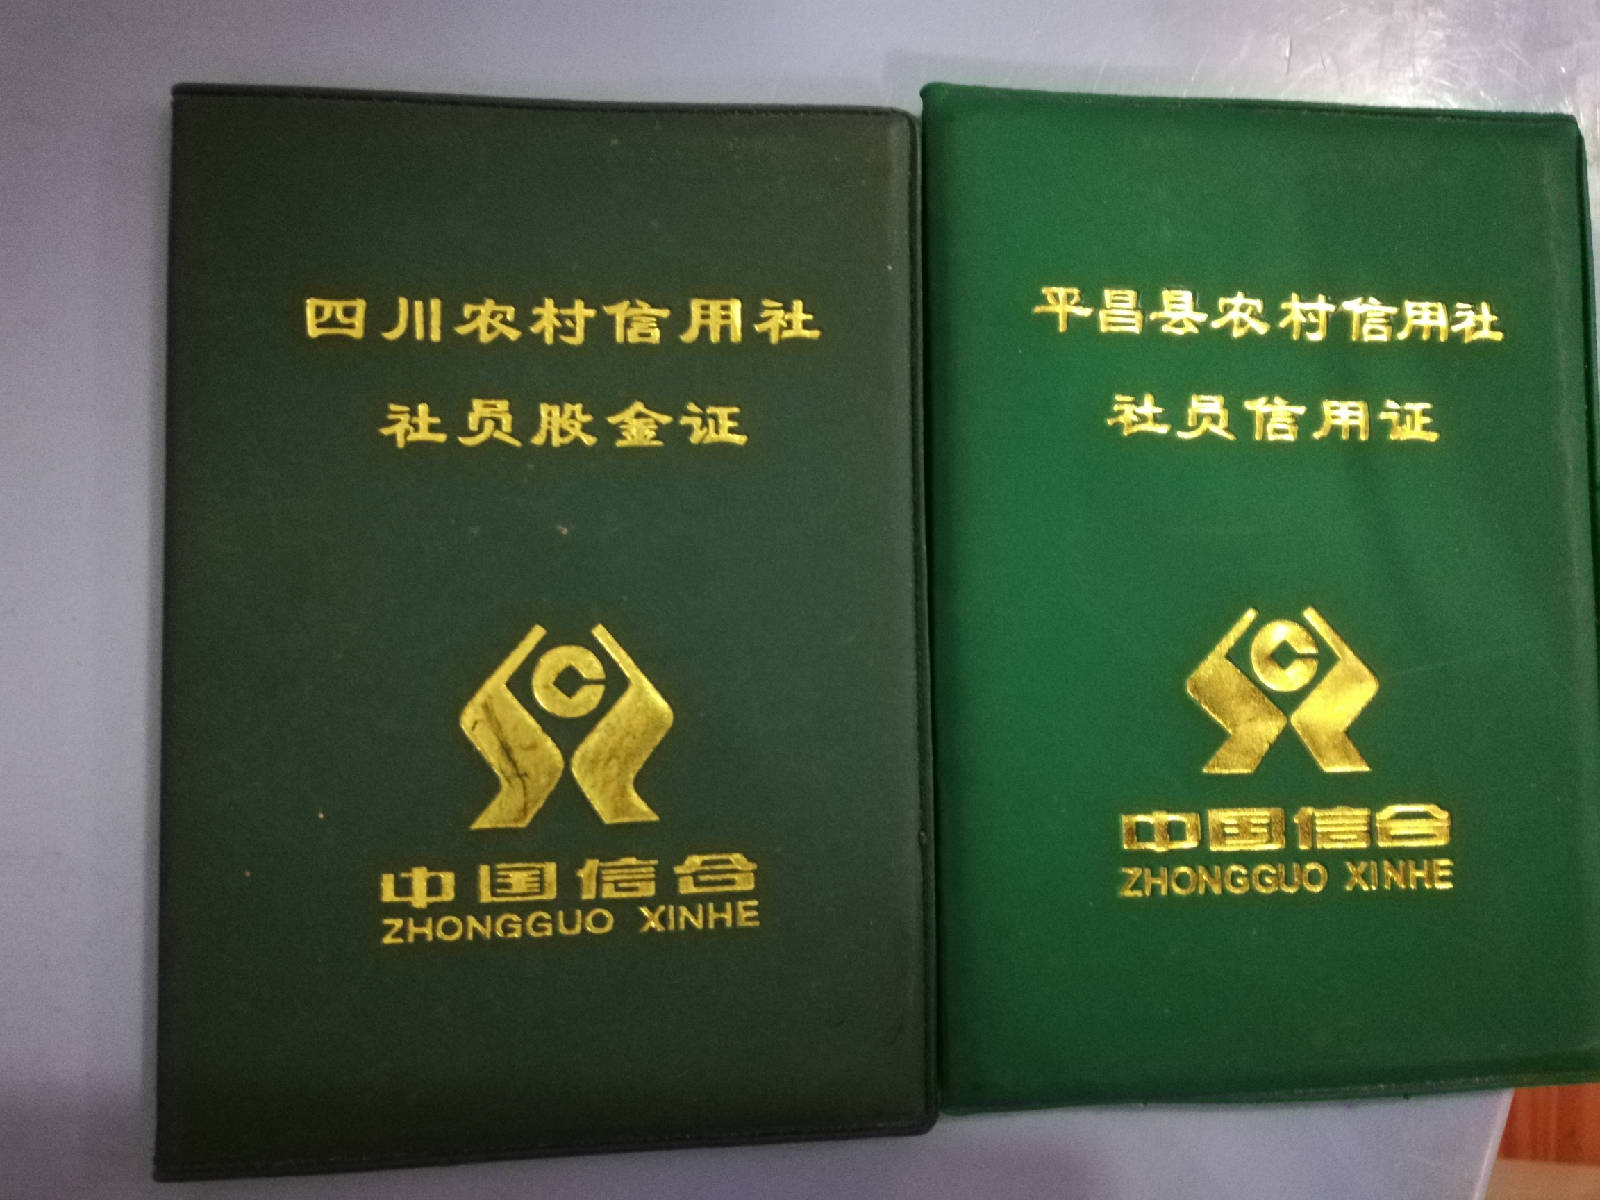 四川农村信用社
社员股金证
中国信合
ZHONGGUO XINHE
平昌县农村信用社
社员信用证
中国信合
ZHONGGUO XINHE